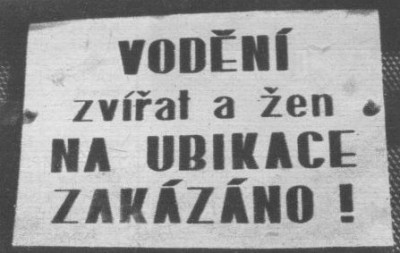 VODĚNÍ
zvířat a žen
NA UBIKACE
ZAKÁZÁNO !